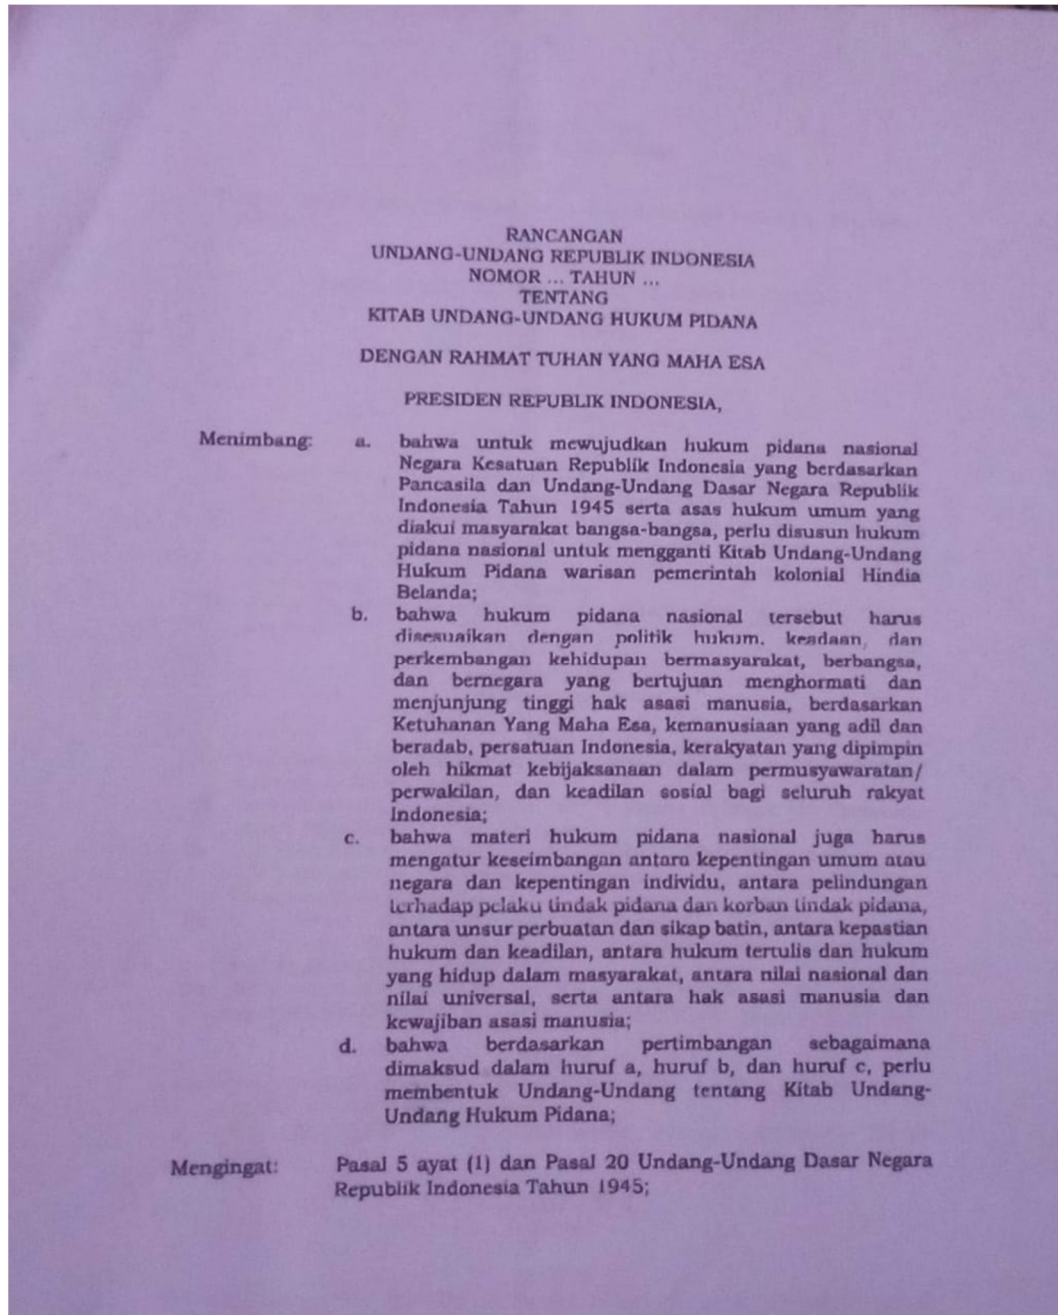 RANCANGAN
UNDANG-UNDANG REPUBLIK INDONESIA
NOMOR ... TAHUN ...
TENTANG
KITAB UNDANG-UNDANG HUKUM PIDANA
DENGAN RAHMAT TUHAN YANG MAHA ESA
PRESIDEN REPUBLIK INDONESIA,
Menimbang: a. bahwa untuk mewujudkan hukum pidana nasional
Negara Kesatuan Republik Indonesia yang berdasarkan
Pancasila dan Undang-Undang Dasar Negara Republik
Indonesia Tahun 1945 serta asas hukum umum yang
diakui masyarakat bangsa-bangsa, perlu disusun hukum
pidana nasional untuk mengganti Kitab Undang-Undang
Hukum Pidana warisan pemerintah kolonial Hindia
Belanda;
b. bahwa hukum pidana nasional tersebut harus
disesuaikan dengan politik hukum, keadaan, dan
perkembangan kehidupan bermasyarakat, berbangsa,
dan bernegara yang bertujuan menghormati dan
menjunjung tinggi hak asasi manusia, berdasarkan
Ketuhanan Yang Maha Esa, kemanusiaan yang adil dan
beradab, persatuan Indonesia, kerakyatan yang dipimpin
oleh hikmat kebijaksanaan dalam permusyawaratan/
perwakilan, dan keadilan sosial bagi seluruh rakyat
Indonesia;
c. bahwa materi hukum pidana nasional juga harus
mengatur keseimbangan antara kepentingan umum atau
negara dan kepentingan individu, antara pelindungan
terhadap pelaku tindak pidana dan korban tindak pidana,
antara unsur perbuatan dan sikap batin, antara kepastian
hukum dan keadilan, antara hukum tertulis dan hukum
yang hidup dalam masyarakat, antara nilai nasional dan
nilai universal, serta antara hak asasi manusia dan
kewajiban asasi manusia;
d. bahwa berdasarkan pertimbangan sebagaimana
dimaksud dalam huruf a, huruf b, dan huruf c, perlu
membentuk Undang-Undang tentang Kitab Undang-
Undang Hukum Pidana;
Mengingat: Pasal 5 ayat (1) dan Pasal 20 Undang-Undang Dasar Negara
Republik Indonesia Tahun 1945;